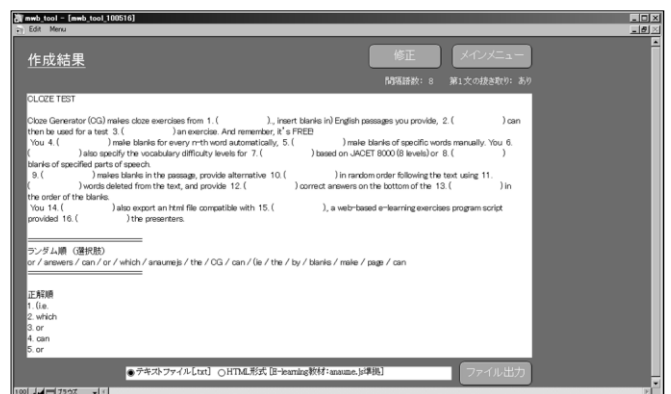 mwb_tool - [mwb_tool_100516]
Edit Menu
作成結果
修正
メインメニュー
間隔語数: 8 第1文の抜き取り: あり
CLOZE TEST
Cloze Generator (CG) makes cloze exercises from 1. ( )., insert blanks in) English passages you provide, 2. ( ) can
then be used for a test 3. ( ) an exercise. And remember, it's FREE!
You 4. ( ) make blanks for every n-th word automatically, 5. ( ) make blanks of specific words manually. You 6.
( ) also specify the vocabulary difficulty levels for 7. ( ) based on JACET 8000 (8 levels) or 8. ( )
blanks of specified parts of speech.
9. ( ) makes blanks in the passage, provide alternative 10. ( ) in random order following the text using 11.
( ) words deleted from the text, and provide 12. ( ) correct answers on the bottom of the 13. ( ) in
the order of the blanks.
You 14. ( ) also export an html file compatible with 15. ( ), a web-based e-learning exercises program script
provided 16. ( ) the presenters.
ランダム順 (選択肢)
or / answers / can / or / which / anaumejs / the / CG / can / (ie / the / by / blanks / make / page / can
正解順
1. (i.e.
2. which
3. or
4. can
5. or
テキストファイル[.txt] HTML形式 [E-learning教材:anaume.js準拠]
ファイル出力
100 ブラウズ